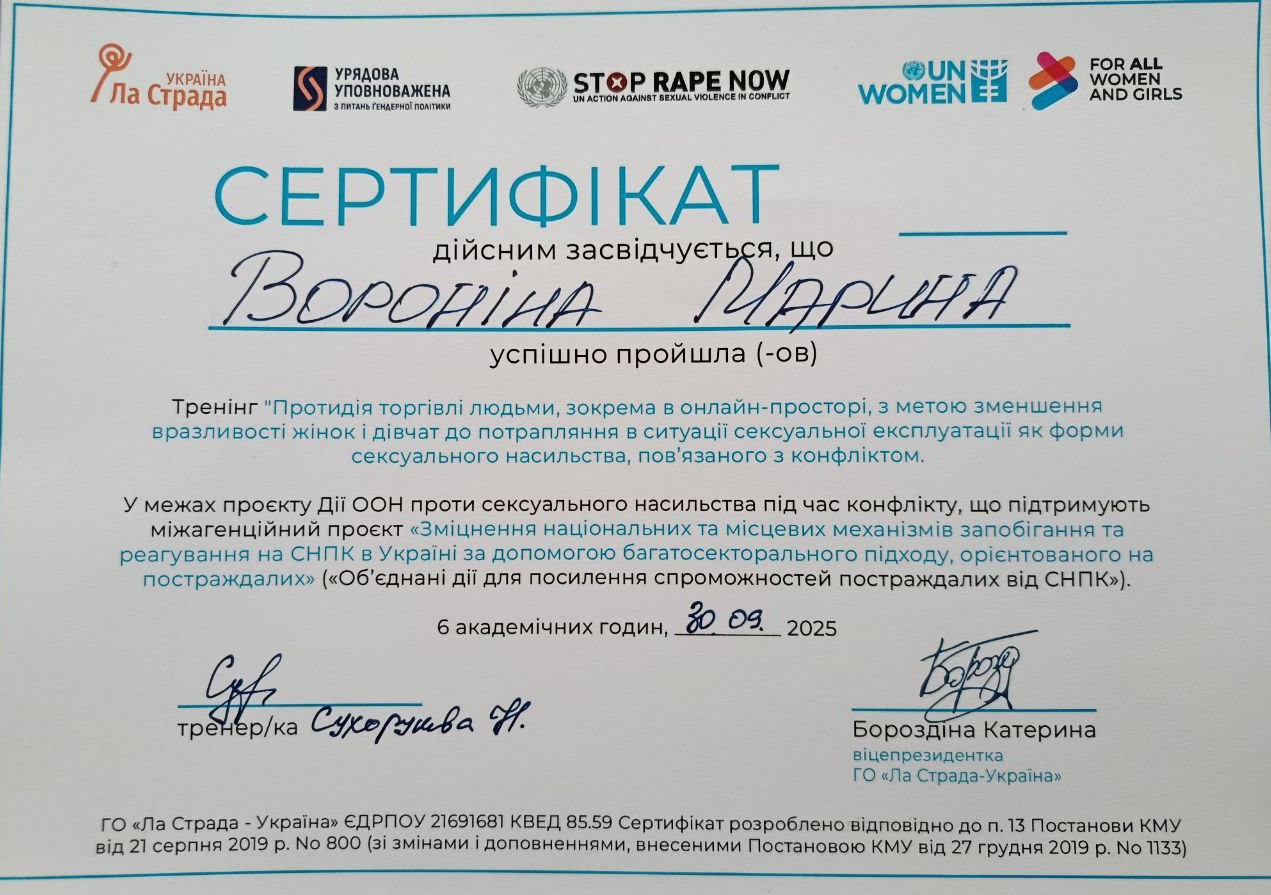 УКРАЇНА
Ла Страда
УРЯДОВА
УПОВНОВАЖЕНА
З ПИТАНЬ ҐЕНДЕРНОЇ ПОЛІТИКИ
STOP RAPE NOW
UN ACTION AGAINST SEXUAL VIOLENCE IN CONFLICT
UN
WOMEN
FOR ALL
WOMEN
AND GIRLS
СЕРТИФІКАТ
дійсним засвідчується, що
Вороніна Марина
успішно пройшла (-ов)
Тренінг "Протидія торгівлі людьми, зокрема в онлайн-просторі, з метою зменшення
вразливості жінок і дівчат до потрапляння в ситуації сексуальної експлуатації як форми
сексуального насильства, пов’язаного з конфліктом.
У межах проєкту Дії ООН проти сексуального насильства під час конфлікту, що підтримують
міжагенційний проєкт «Зміцнення національних та місцевих механізмів запобігання та
реагування на СНПК в Україні за допомогою багатосекторального підходу, орієнтованого на
постраждалих» («Об’єднані дії для посилення спроможностей постраждалих від СНПК»).
6 академічних годин, 30.09. 2025
тренер/ка Сухорукова Н.
Бороздіна Катерина
віцепрезидентка
ГО «Ла Страда-Україна»
ГО «Ла Страда - Україна» ЄДРПОУ 21691681 КВЕД 85.59 Сертифікат розроблено відповідно до п. 13 Постанови КМУ
від 21 серпня 2019 р. No 800 (зі змінами і доповненнями, внесеними Постановою КМУ від 27 грудня 2019 р. No 1133)